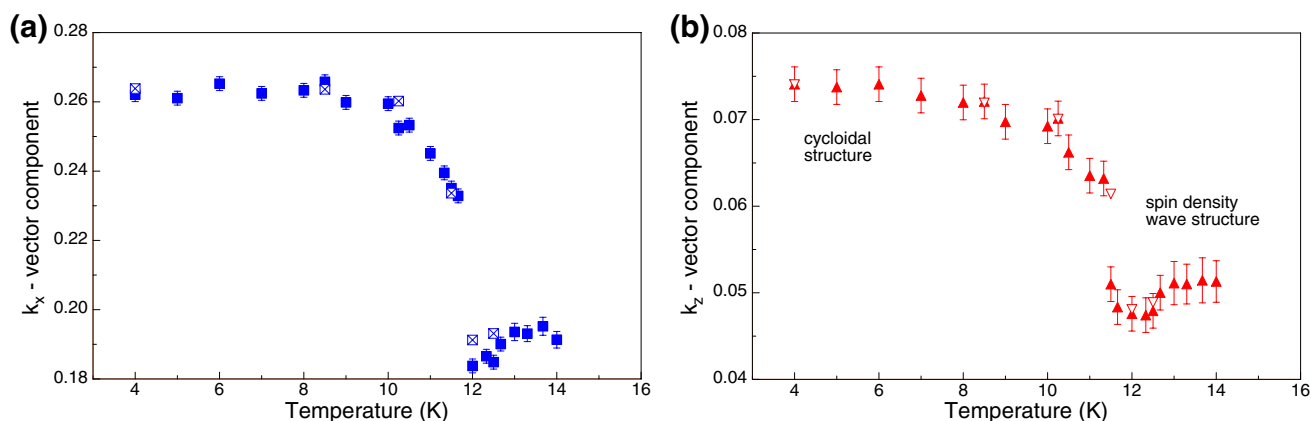 (a)
0.28
0.26
0.24
0.22
0.20
0.18
kx - vector component
4 6 8 10 12 14 16
Temperature (K)
(b)
0.08
0.07
0.06
0.05
0.04
kz - vector component
cycloidal
structure
spin density
wave structure
4 6 8 10 12 14 16
Temperature (K)